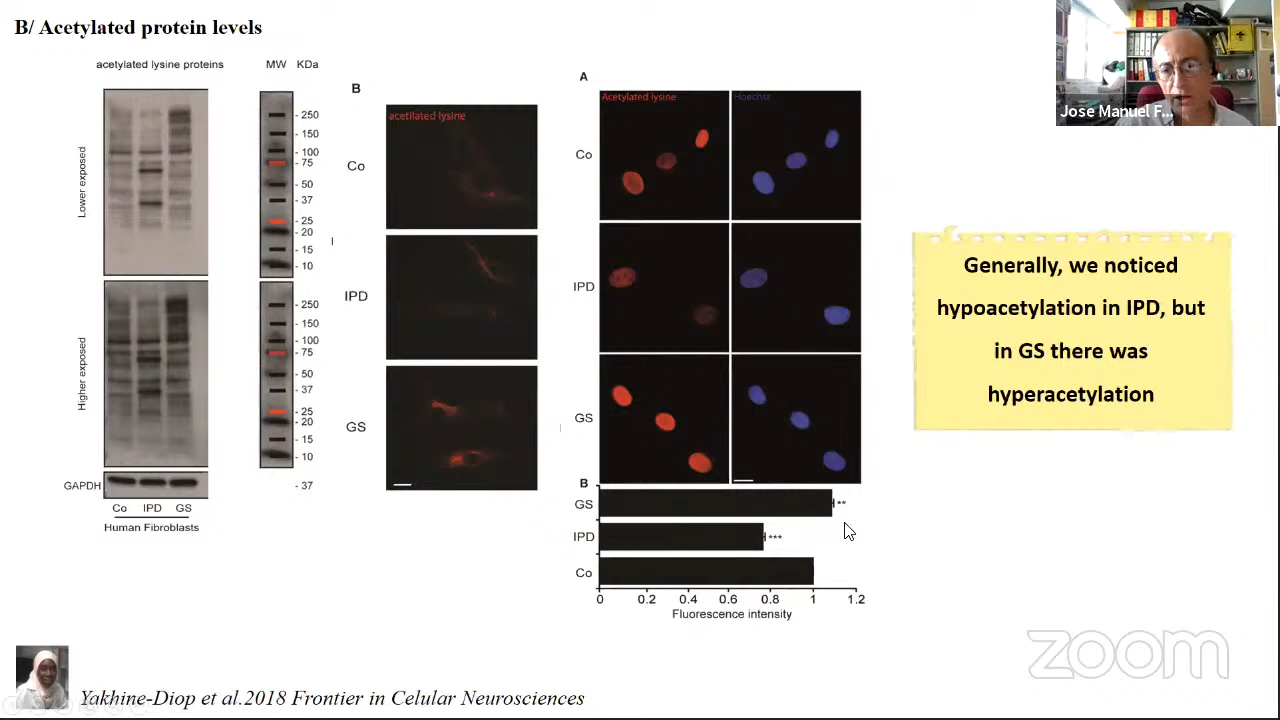 B/ Acetylated protein levels
Jose Manuel F...
acetylated lysine proteins
MW KDa
Lower exposed
- 250
- 150
- 100
- 75
- 50
- 37
- 25
- 20
- 15
- 10
Higher exposed
- 250
- 150
- 100
- 75
- 50
- 37
- 25
- 20
- 15
- 10
GAPDH
- 37
Co IPD GS
Human Fibroblasts
B
acetilated lysine
Co
IPD
GS
A
Acetylated lysine
Hoechst
Co
IPD
GS
B
GS
**
IPD
***
Co
0 0.2 0.4 0.6 0.8 1 1.2
Fluorescence intensity
Generally, we noticed
hypoacetylation in IPD, but
in GS there was
hyperacetylation
zoom
Yakhine-Diop et al.2018 Frontier in Celular Neurosciences